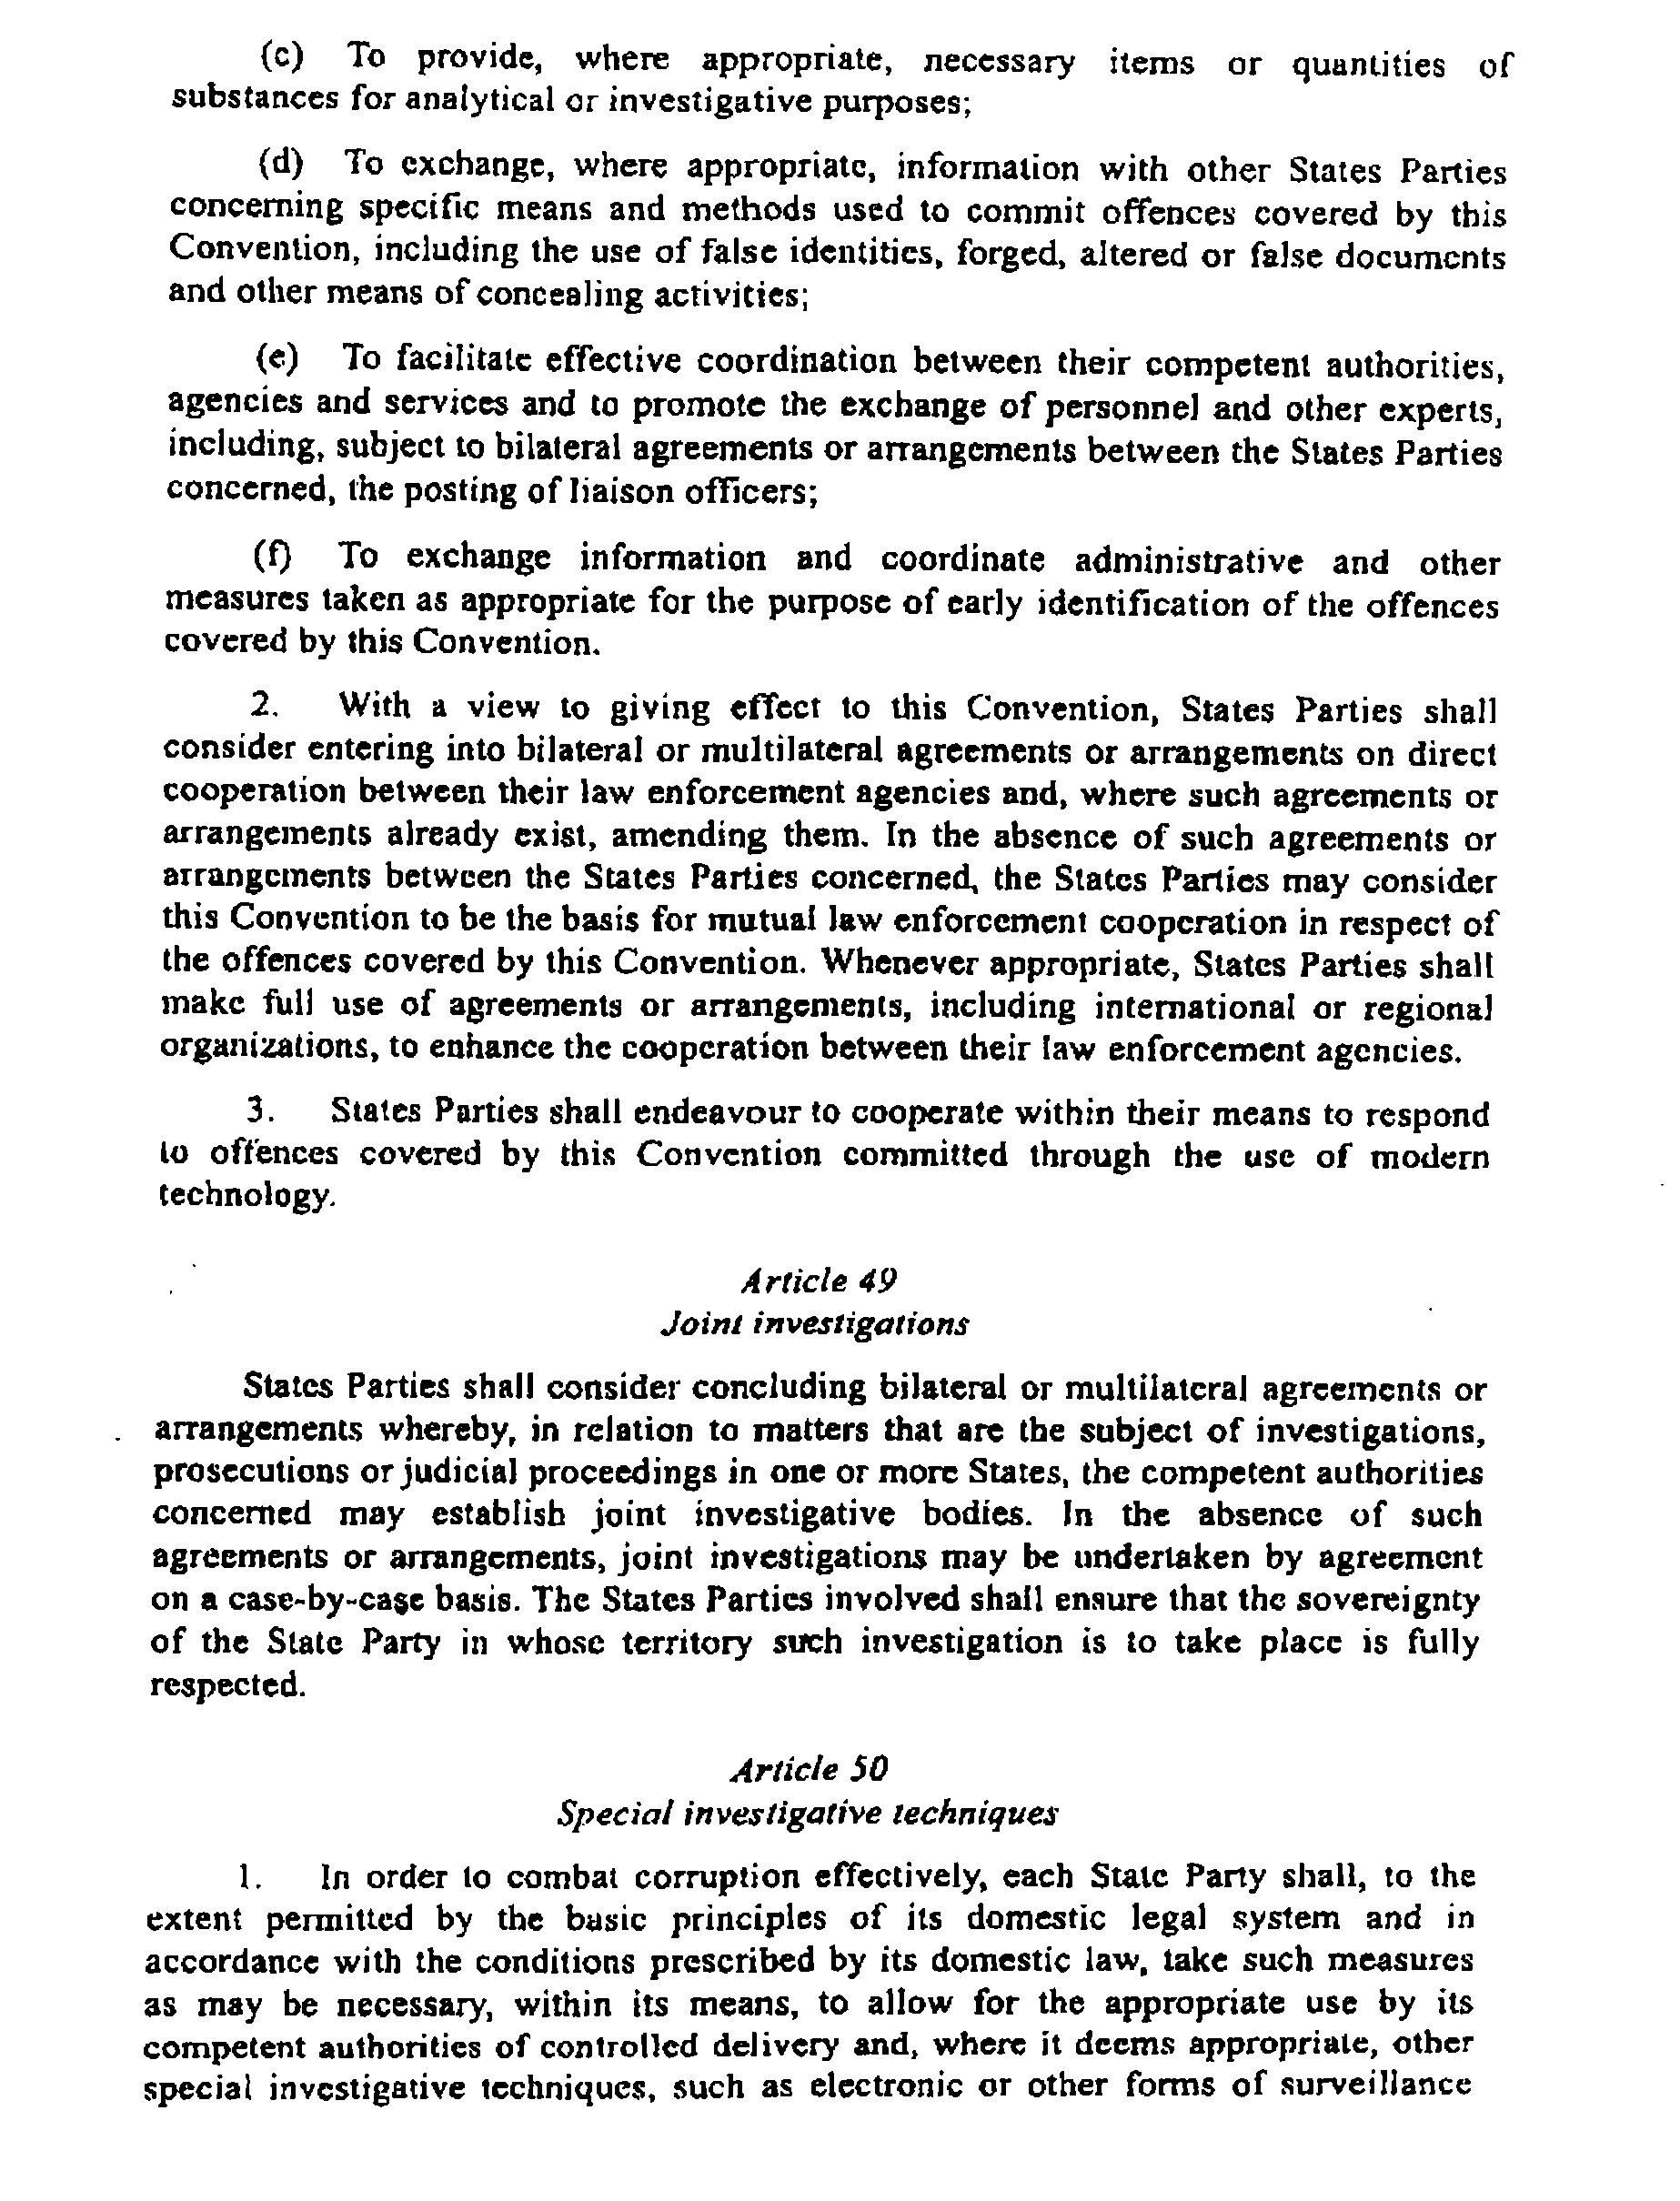 (c) To provide, where appropriate, necessary items or quantities of
substances for analytical or investigative purposes;
(d) To exchange, where appropriate, information with other States Parties
concerning specific means and methods used to commit offences covered by this
Convention, including the use of false identities, forged, altered or false documents
and other means of concealing activities;
(e) To facilitate effective coordination between their competent authorities,
agencies and services and to promote the exchange of personnel and other experts,
including, subject to bilateral agreements or arrangements between the States Parties
concerned, the posting of liaison officers;
(f) To exchange information and coordinate administrative and other
measures taken as appropriate for the purpose of early identification of the offences
covered by this Convention.
2. With a view to giving effect to this Convention, States Parties shall
consider entering into bilateral or multilateral agreements or arrangements on direct
cooperation between their law enforcement agencies and, where such agreements or
arrangements already exist, amending them. In the absence of such agreements or
arrangements between the States Parties concerned, the States Parties may consider
this Convention to be the basis for mutual law enforcement cooperation in respect of
the offences covered by this Convention. Whenever appropriate, States Parties shall
make full use of agreements or arrangements, including international or regional
organizations, to enhance the cooperation between their law enforcement agencies.
3. States Parties shall endeavour to cooperate within their means to respond
to offences covered by this Convention committed through the use of modern
technology.
Article 49
Joint investigations
States Parties shall consider concluding bilateral or multilateral agreements or
arrangements whereby, in relation to matters that are the subject of investigations,
prosecutions or judicial proceedings in one or more States, the competent authorities
concerned may establish joint investigative bodies. In the absence of such
agreements or arrangements, joint investigations may be undertaken by agreement
on a case-by-case basis. The States Parties involved shall ensure that the sovereignty
of the State Party in whose territory such investigation is to take place is fully
respected.
Article 50
Special investigative techniques
1. In order to combat corruption effectively, each State Party shall, to the
extent permitted by the basic principles of its domestic legal system and in
accordance with the conditions prescribed by its domestic law, take such measures
as may be necessary, within its means, to allow for the appropriate use by its
competent authorities of controlled delivery and, where it deems appropriate, other
special investigative techniques, such as electronic or other forms of surveillance